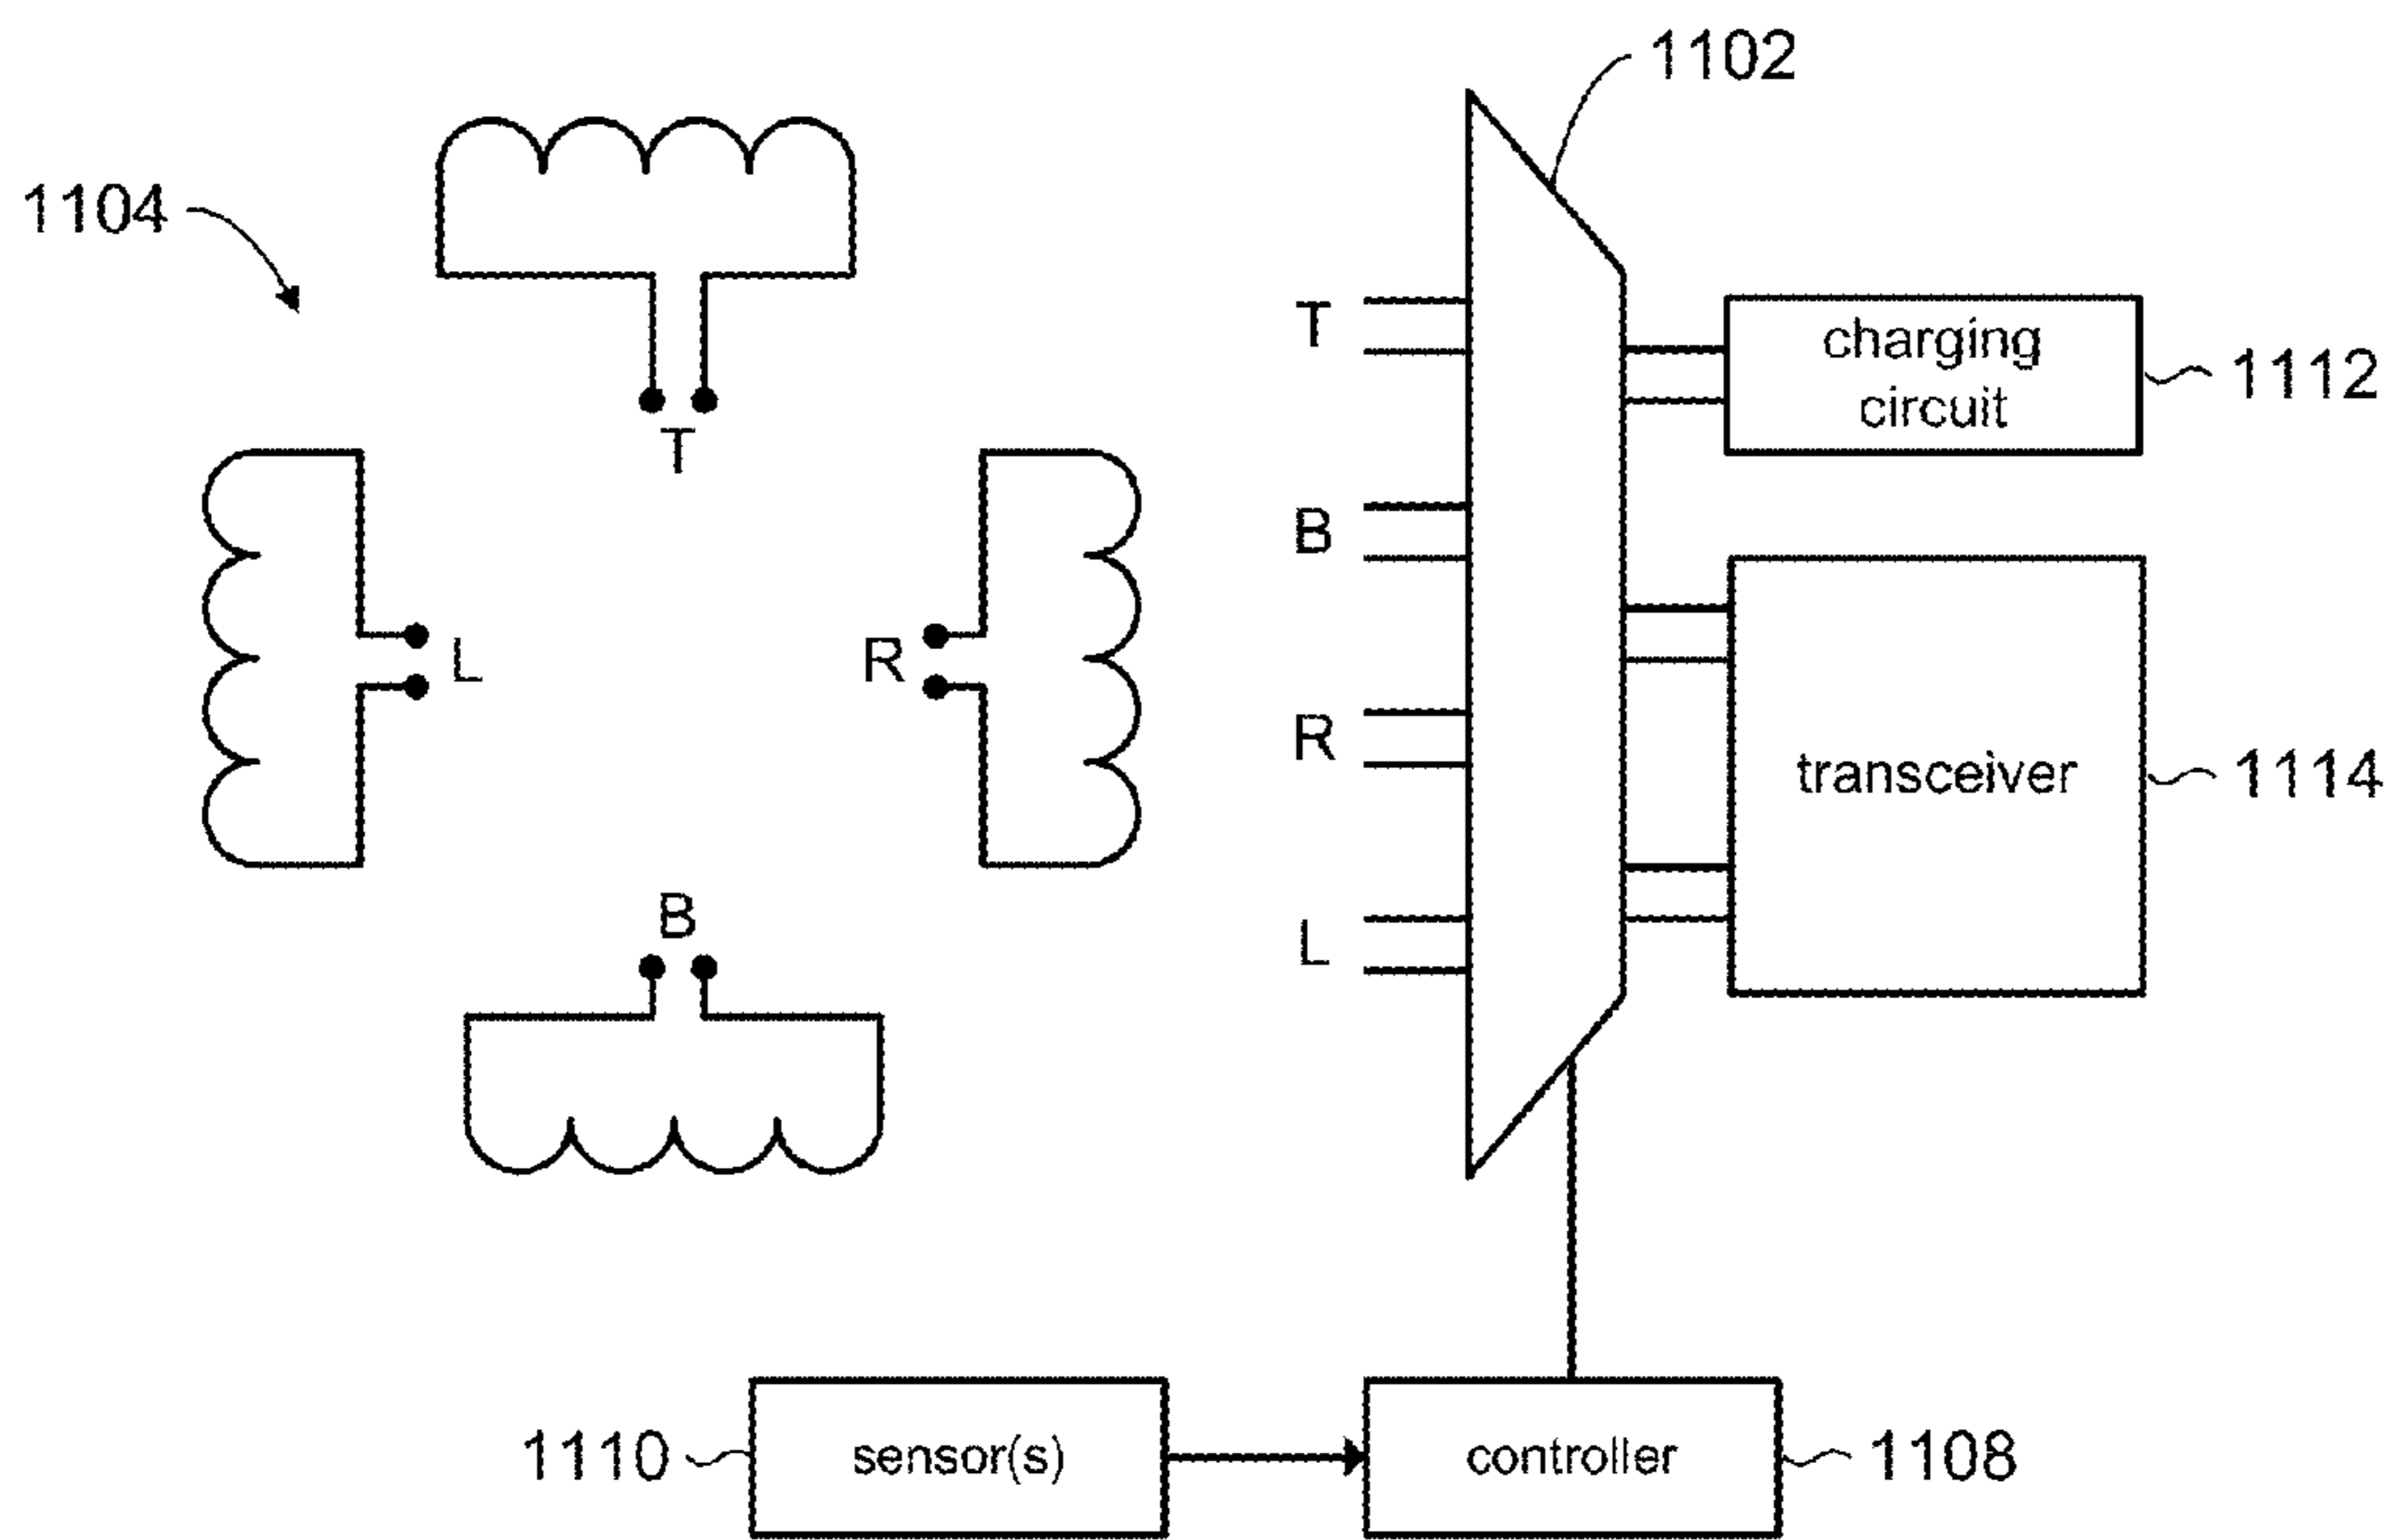 1102
1104
T
charging
circuit
1112
T
B
L
R
R
transceiver
1114
B
L
1110
sensor(s)
controller
1108